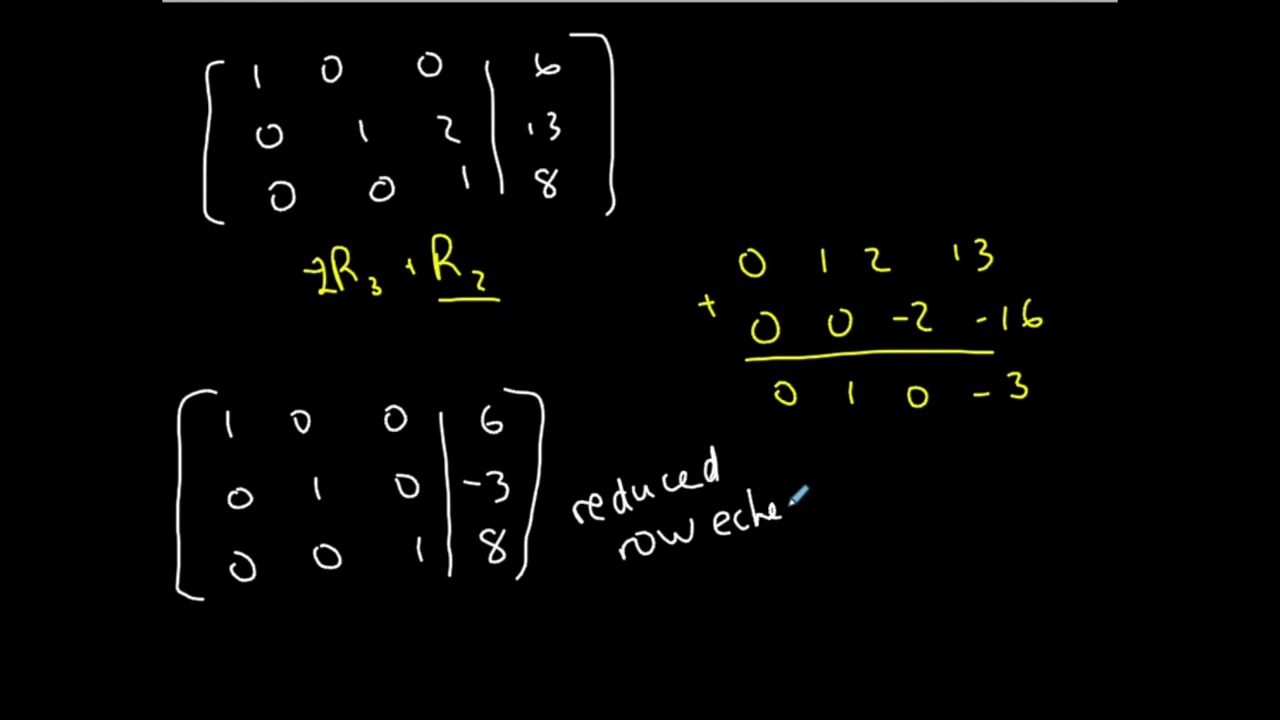 1 0 0 | 6
0 1 2 | 13
0 0 1 | 8
-2R₃ + R₂
0 1 2 13
+ 0 0 -2 -16
0 1 0 -3
1 0 0 | 6
0 1 0 | -3
0 0 1 | 8
reduced
row eche